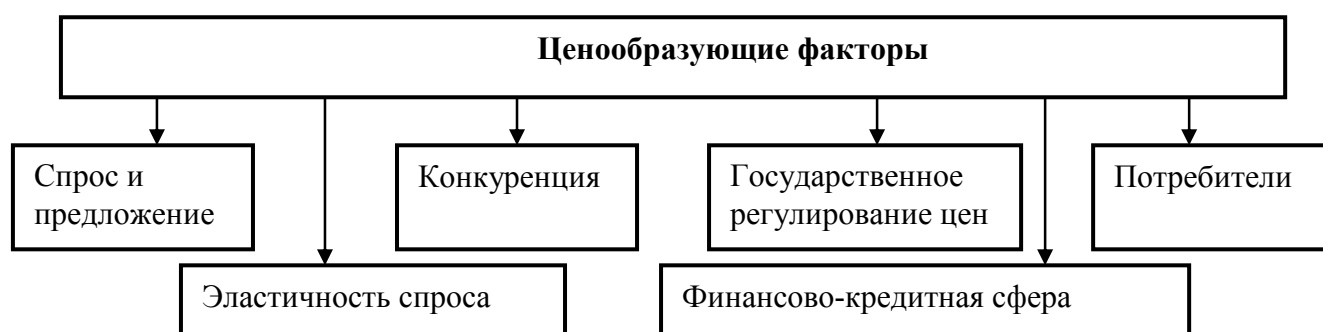 Ценообразующие факторы
Спрос и
предложение
Конкуренция
Государственное
регулирование цен
Потребители
Эластичность спроса
Финансово-кредитная сфера